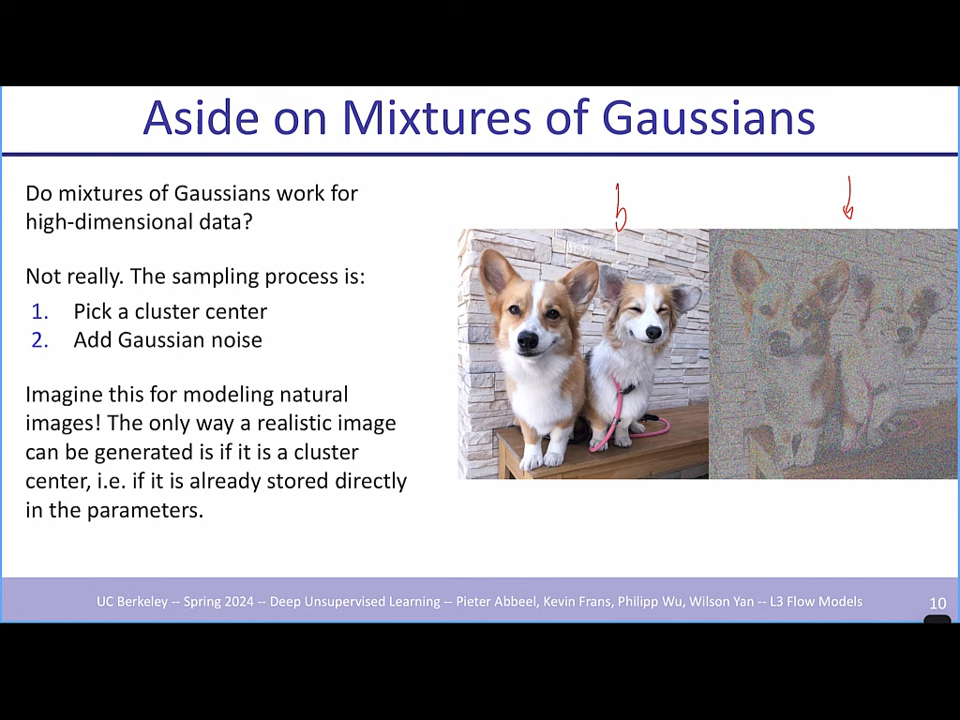 Aside on Mixtures of Gaussians
Do mixtures of Gaussians work for
high-dimensional data?
Not really. The sampling process is:
1. Pick a cluster center
2. Add Gaussian noise
Imagine this for modeling natural
images! The only way a realistic image
can be generated is if it is a cluster
center, i.e. if it is already stored directly
in the parameters.
UC Berkeley -- Spring 2024 -- Deep Unsupervised Learning -- Pieter Abbeel, Kevin Frans, Philipp Wu, Wilson Yan -- L3 Flow Models
10